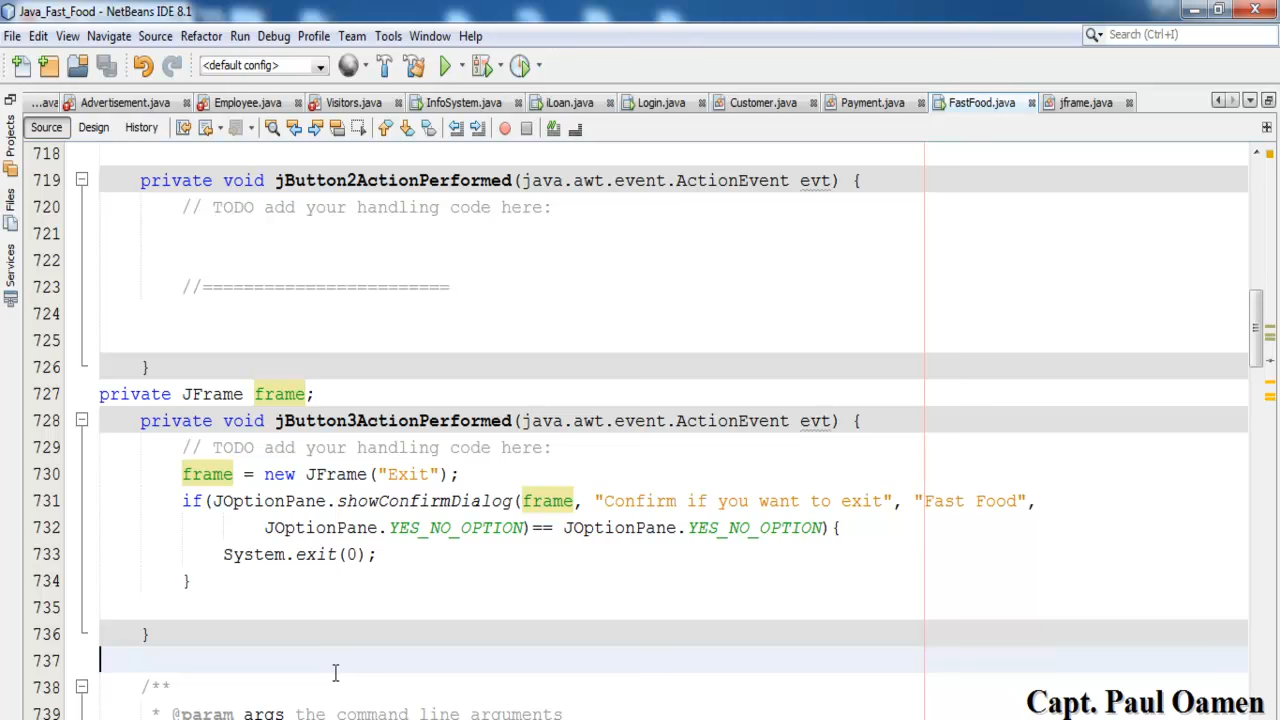 Java_Fast_Food - NetBeans IDE 8.1
File Edit View Navigate Source Refactor Run Debug Profile Team Tools Window Help
Search (Ctrl+I)
<default config>
...ava Advertisement.java Employee.java Visitors.java InfoSystem.java iLoan.java Login.java Customer.java Payment.java FastFood.java jframe.java
Source Design History
Projects
Files
Services
718
719 private void jButton2ActionPerformed(java.awt.event.ActionEvent evt) {
720 // TODO add your handling code here:
721
722
723 //========================
724
725
726 }
727 private JFrame frame;
728 private void jButton3ActionPerformed(java.awt.event.ActionEvent evt) {
729 // TODO add your handling code here:
730 frame = new JFrame("Exit");
731 if(JOptionPane.showConfirmDialog(frame, "Confirm if you want to exit", "Fast Food",
732 JOptionPane.YES_NO_OPTION)== JOptionPane.YES_NO_OPTION){
733 System.exit(0);
734 }
735
736 }
737
738 /**
739 * @param args the command line arguments
Capt. Paul Oamen